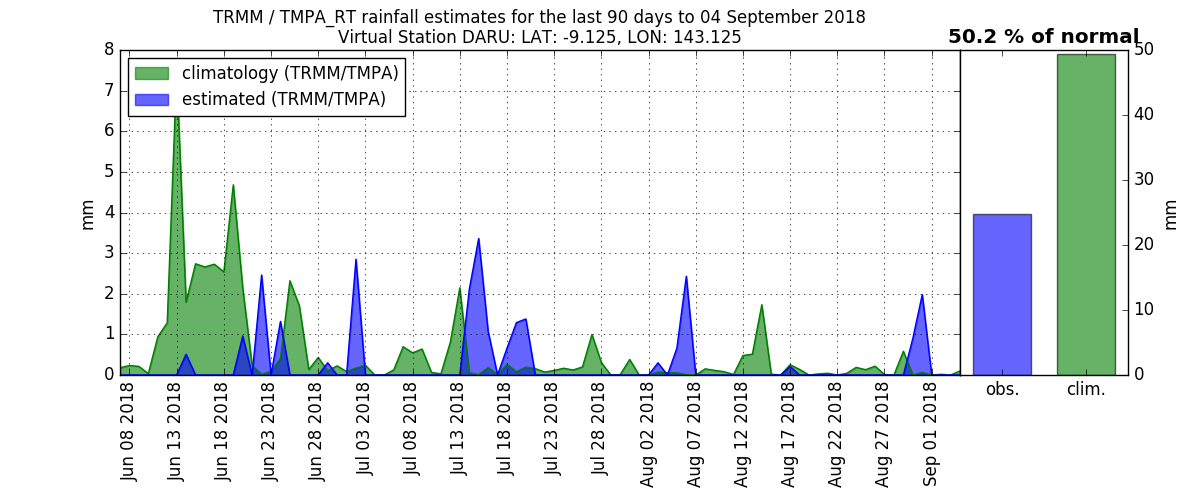 TRMM / TMPA_RT rainfall estimates for the last 90 days to 04 September 2018
Virtual Station DARU: LAT: -9.125, LON: 143.125
50.2 % of normal
climatology (TRMM/TMPA)
estimated (TRMM/TMPA)
8
7
6
5
4
3
2
1
0
mm
Jun 08 2018
Jun 13 2018
Jun 18 2018
Jun 23 2018
Jun 28 2018
Jul 03 2018
Jul 08 2018
Jul 13 2018
Jul 18 2018
Jul 23 2018
Jul 28 2018
Aug 02 2018
Aug 07 2018
Aug 12 2018
Aug 17 2018
Aug 22 2018
Aug 27 2018
Sep 01 2018
50
40
30
20
10
0
mm
obs.
clim.